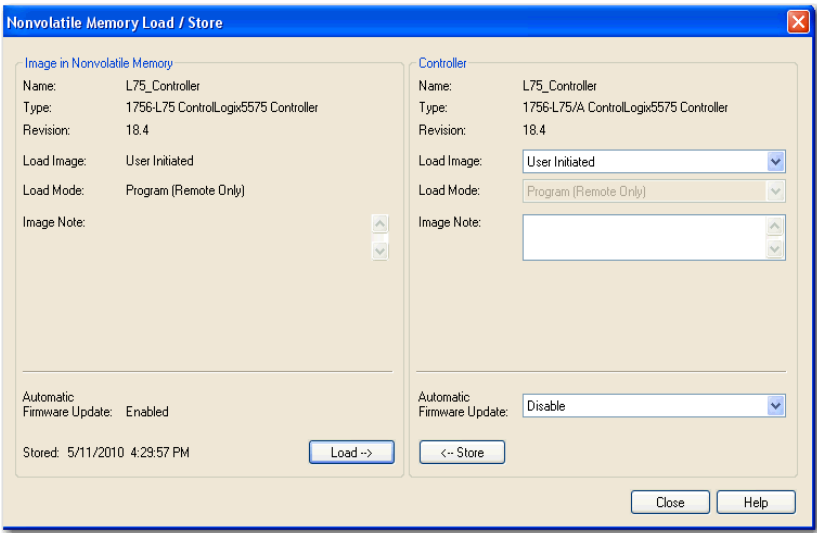 Nonvolatile Memory Load / Store
Image in Nonvolatile Memory
Name: L75_Controller
Type: 1756-L75 ControlLogix5575 Controller
Revision: 18.4
Load Image: User Initiated
Load Mode: Program (Remote Only)
Image Note:
Automatic
Firmware Update: Enabled
Stored: 5/11/2010 4:29:57 PM
Load -->
Controller
Name: L75_Controller
Type: 1756-L75/A ControlLogix5575 Controller
Revision: 18.4
Load Image: User Initiated
Load Mode: Program (Remote Only)
Image Note:
Automatic
Firmware Update: Disable
<-- Store
Close
Help